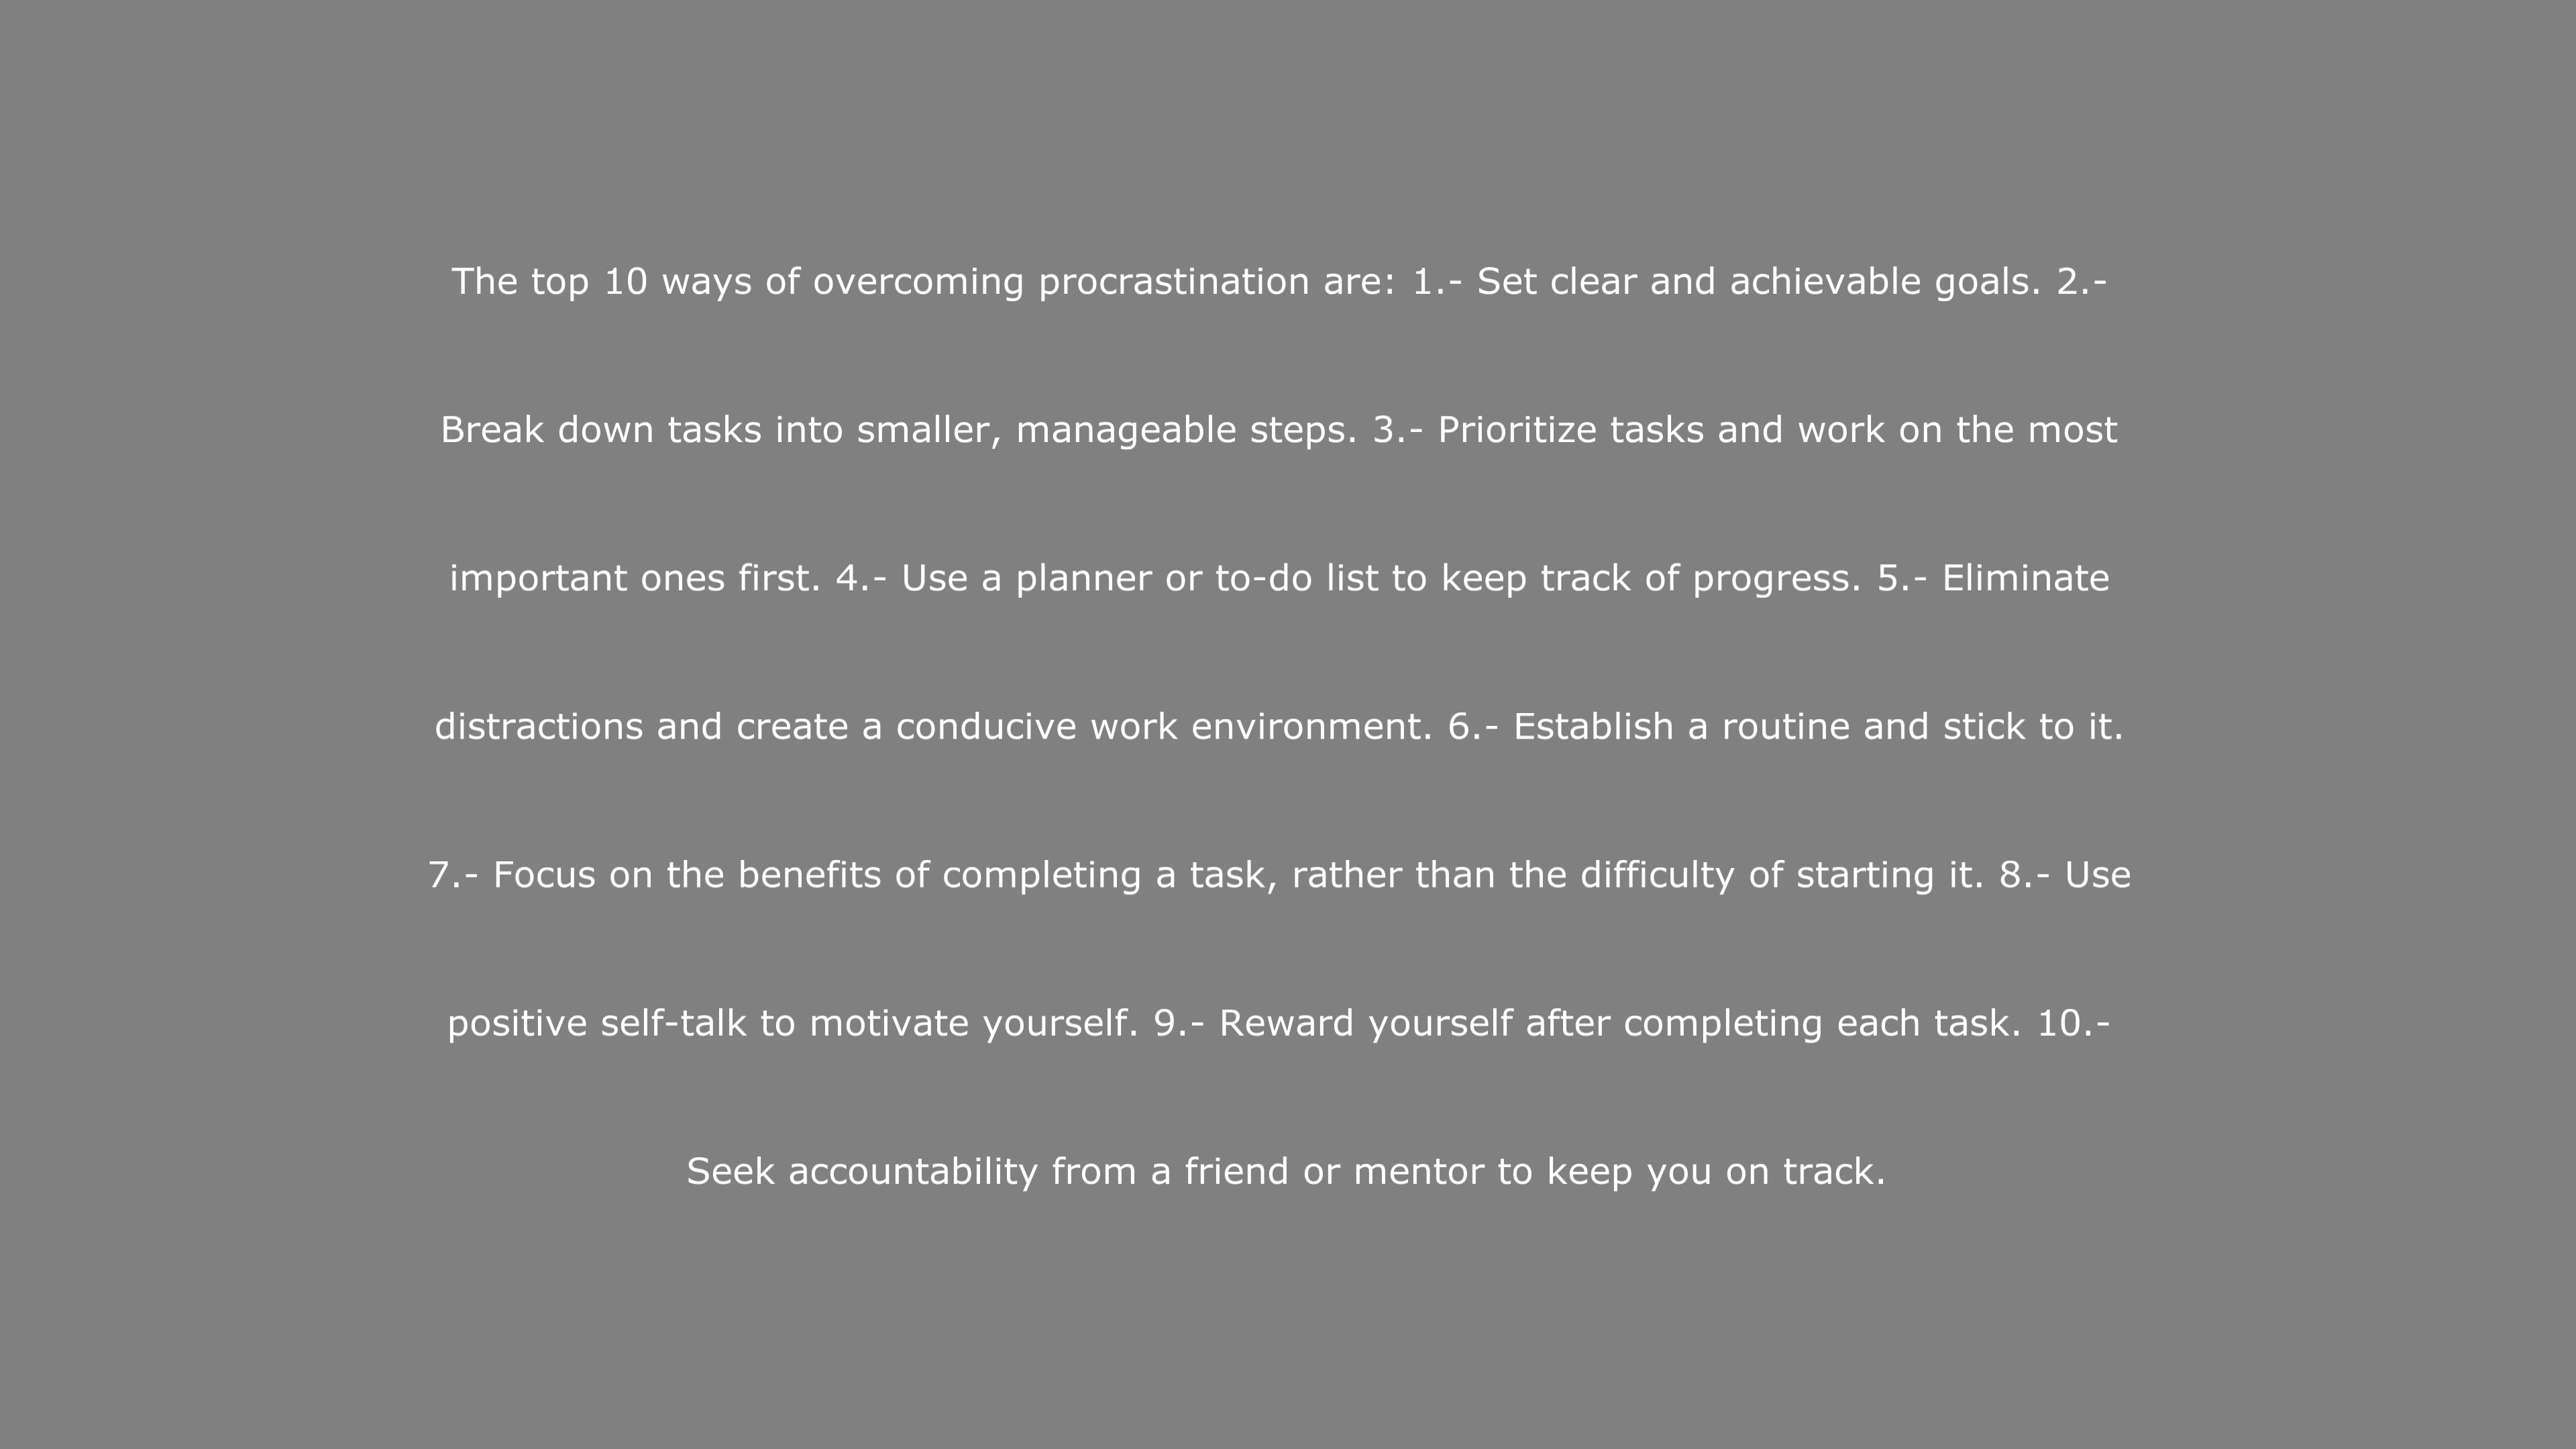 The top 10 ways of overcoming procrastination are: 1.- Set clear and achievable goals. 2.-
Break down tasks into smaller, manageable steps. 3.- Prioritize tasks and work on the most
important ones first. 4.- Use a planner or to-do list to keep track of progress. 5.- Eliminate
distractions and create a conducive work environment. 6.- Establish a routine and stick to it.
7.- Focus on the benefits of completing a task, rather than the difficulty of starting it. 8.- Use
positive self-talk to motivate yourself. 9.- Reward yourself after completing each task. 10.-
Seek accountability from a friend or mentor to keep you on track.